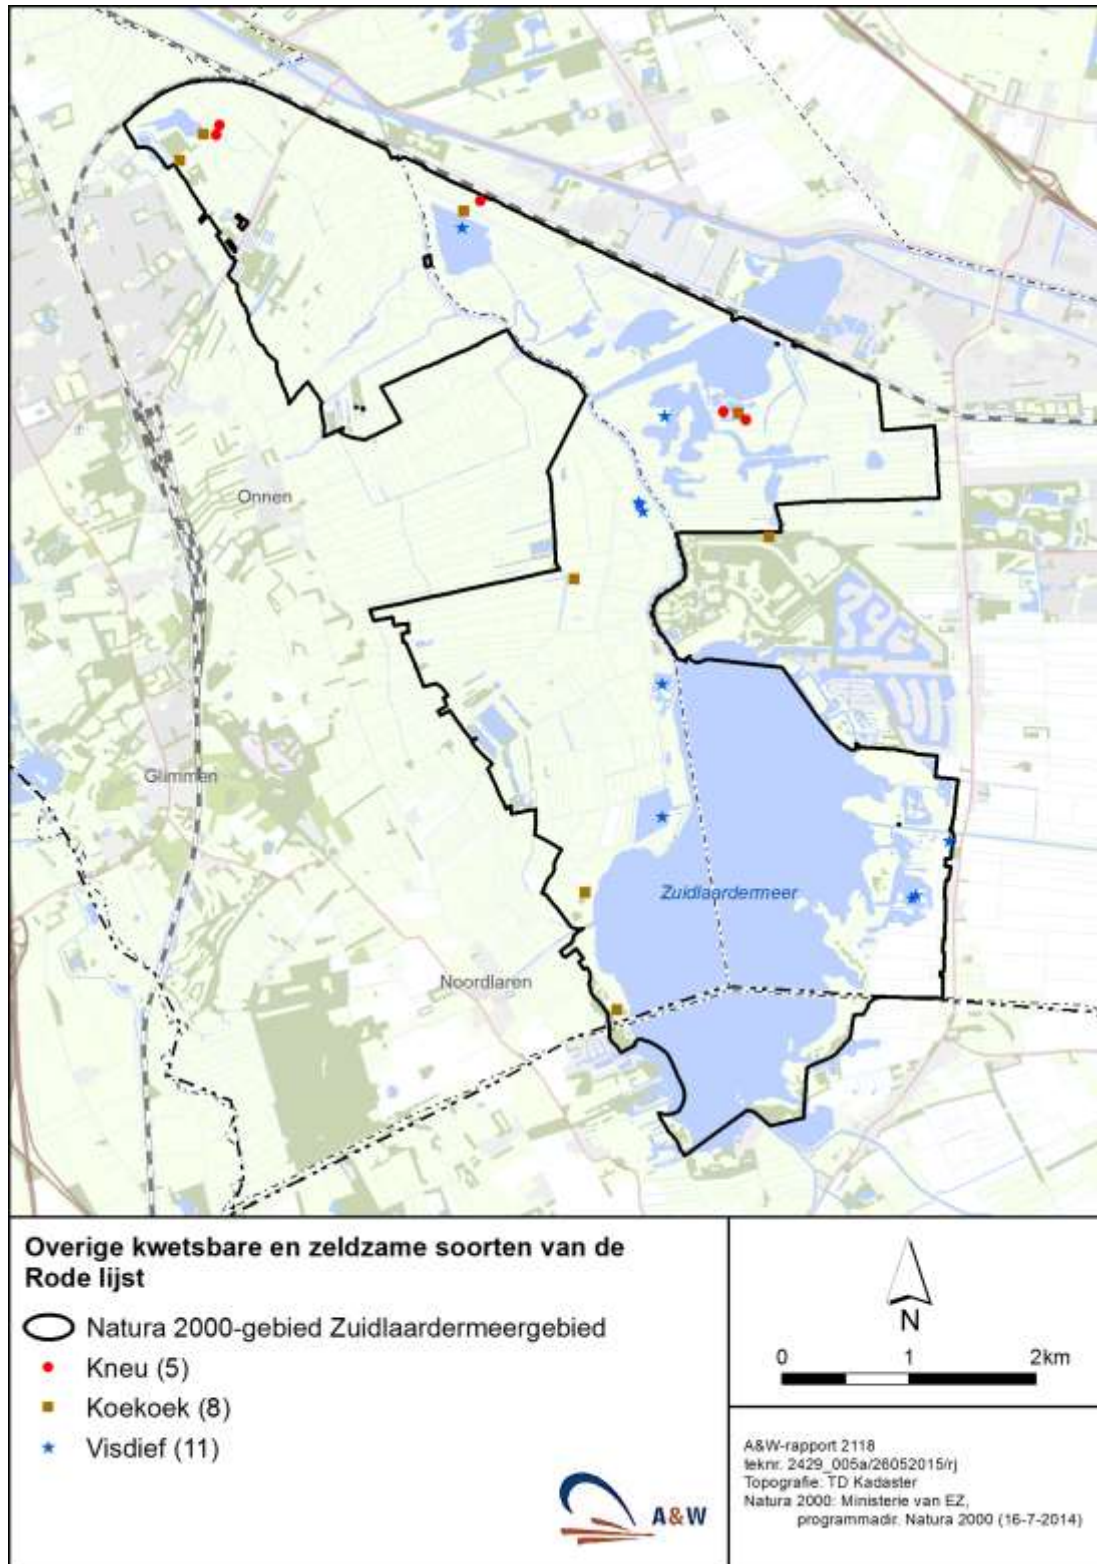 Onnen
Glimmen
Zuidlaardermeer
Noordlaren
Overige kwetsbare en zeldzame soorten van de
Rode lijst
Natura 2000-gebied Zuidlaardermeergebied
Kneu (5)
Koekoek (8)
Visdief (11)
A&W
N
0 1 2km
A&W-rapport 2118
teknr. 2429_005a/26052015/rj
Topografie: TD Kadaster
Natura 2000: Ministerie van EZ,
programmadir. Natura 2000 (16-7-2014)